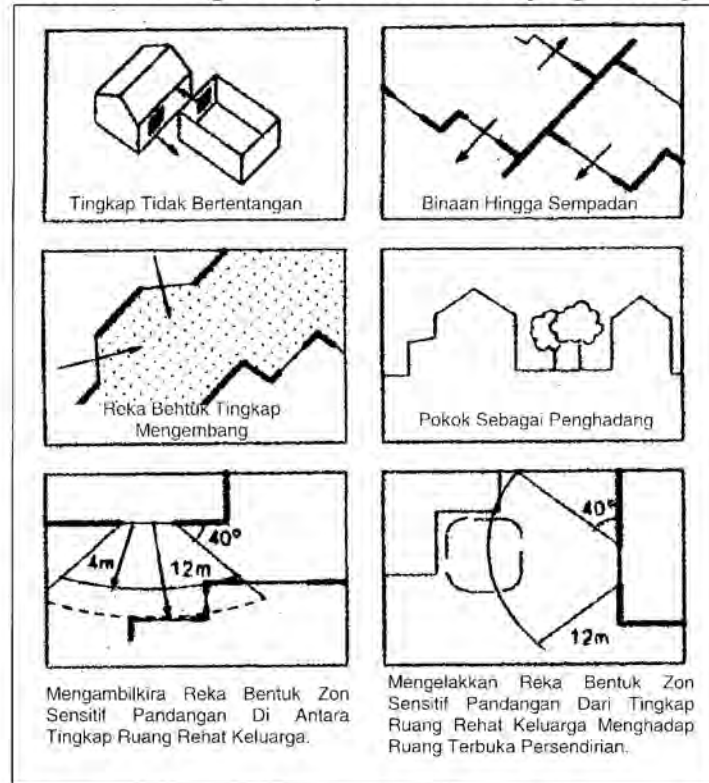 Tingkap Tidak Bertentangan
Binaan Hingga Sempadan
Reka Behtuk Tingkap
Mengembang
Pokok Sebagai Penghadang
40°
4m
12m
40°
12m
Mengambilkira Reka Bentuk Zon
Sensitif Pandangan Di Antara
Tingkap Ruang Rehat Keluarga.
Mengelakkan Reka Bentuk Zon
Sensitif Pandangan Dari Tingkap
Ruang Rehat Keluarga Menghadap
Ruang Terbuka Persendirian.